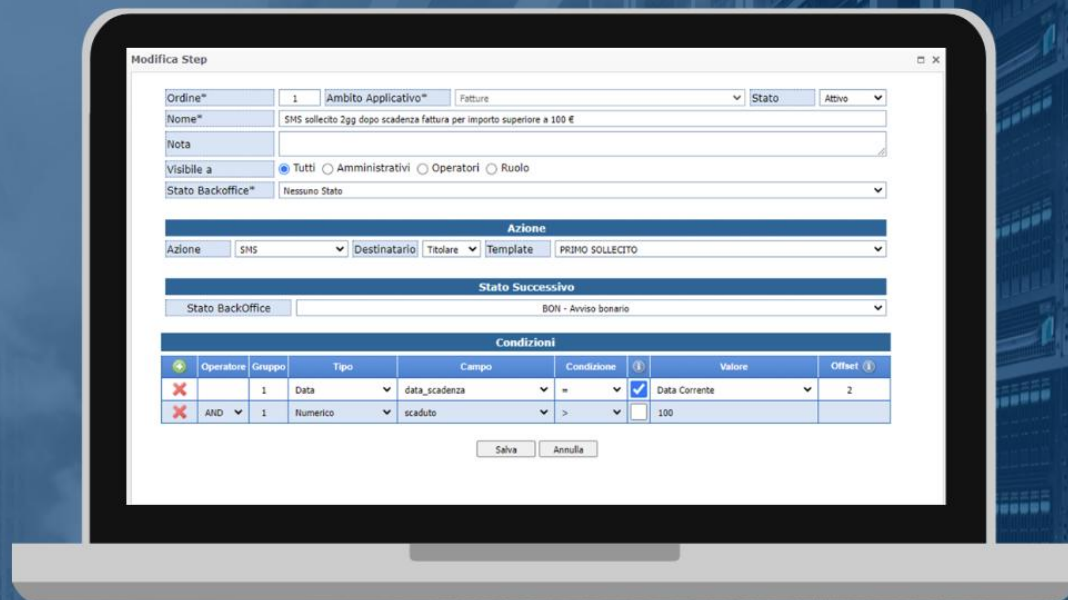 Modifica Step
Ordine* 1 Ambito Applicativo* Fatture Stato Attivo
Nome* SMS sollecito 2gg dopo scadenza fattura per importo superiore a 100 €
Nota
Visibile a Tutti Amministrativi Operatori Ruolo
Stato Backoffice* Nessuno Stato
Azione
Azione SMS Destinatario Titolare Template PRIMO SOLLECITO
Stato Successivo
Stato BackOffice BON - Avviso bonario
Condizioni
Operatore Gruppo Tipo Campo Condizione Valore Offset
1 Data data_scadenza = Data Corrente 2
AND 1 Numerico scaduto > 100
Salva Annulla